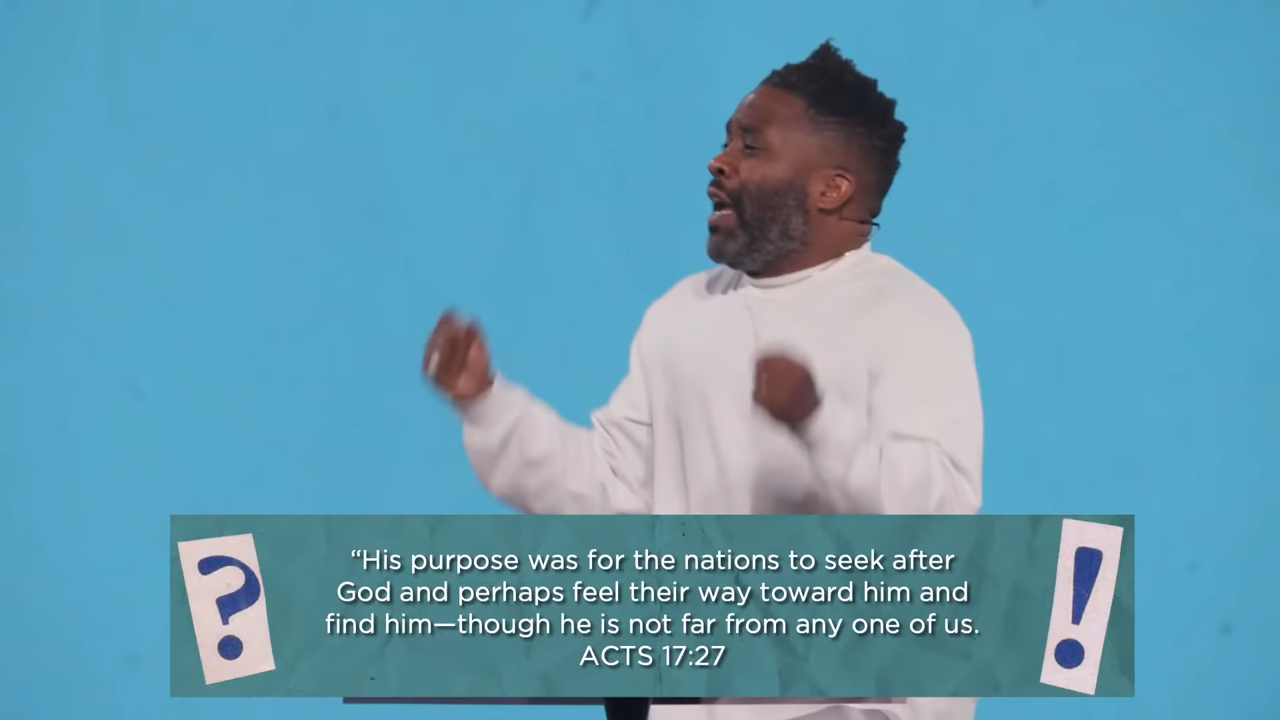 ?
“His purpose was for the nations to seek after
God and perhaps feel their way toward him and
find him—though he is not far from any one of us.
ACTS 17:27
!